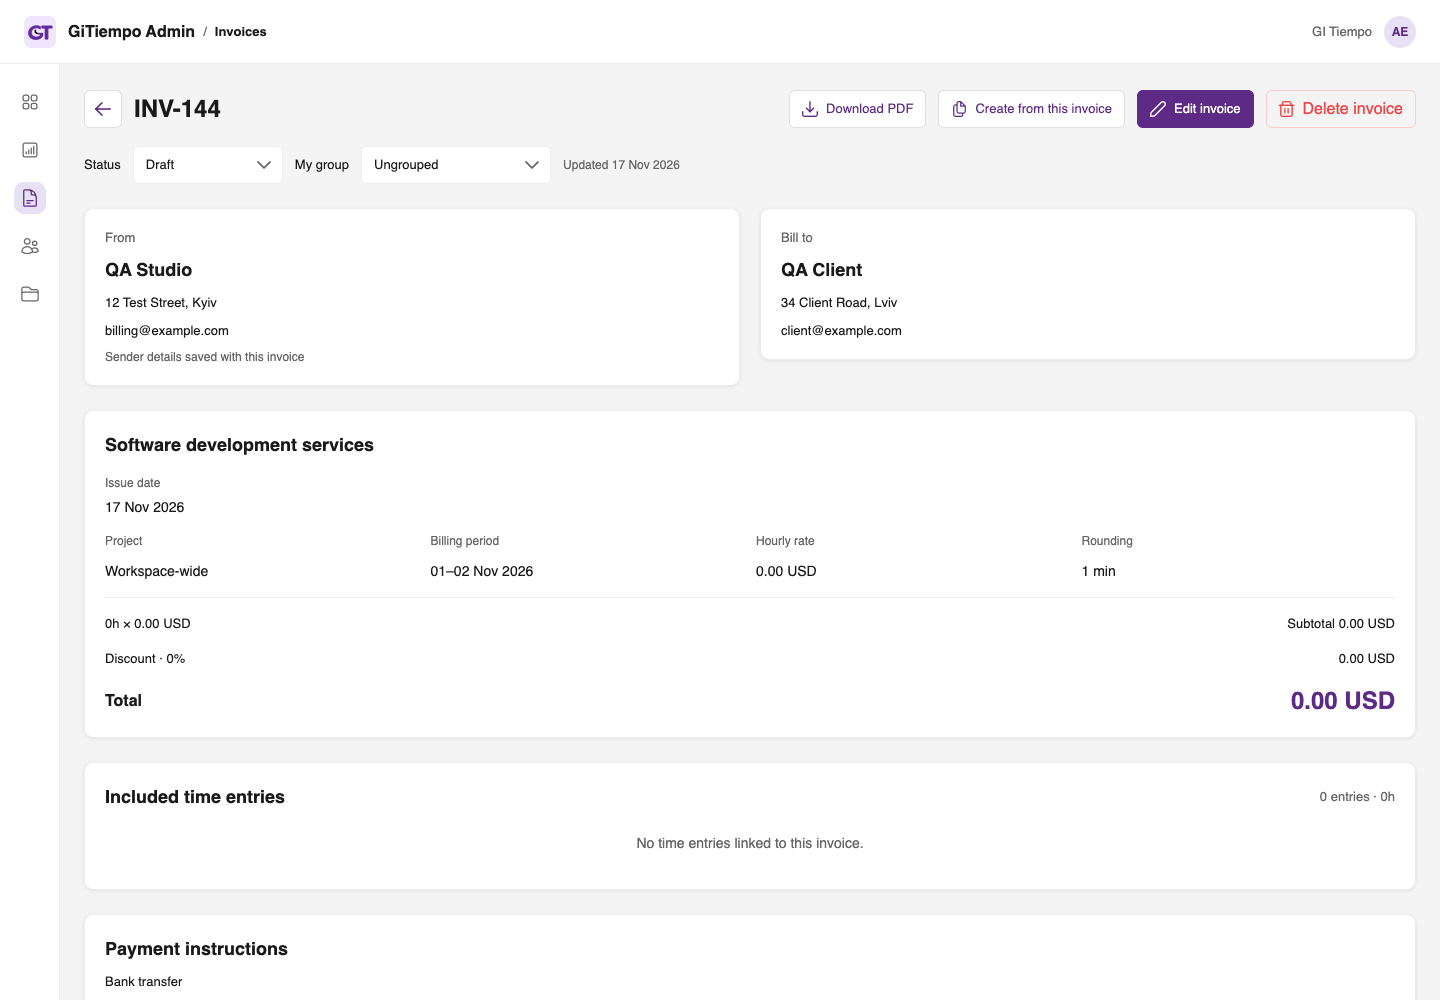 GT GiTiempo Admin / Invoices
GI Tiempo AE
INV-144
Download PDF
Create from this invoice
Edit invoice
Delete invoice
Status Draft My group Ungrouped Updated 17 Nov 2026
From
QA Studio
12 Test Street, Kyiv
billing@example.com
Sender details saved with this invoice
Bill to
QA Client
34 Client Road, Lviv
client@example.com
Software development services
Issue date
17 Nov 2026
Project Billing period Hourly rate Rounding
Workspace-wide 01–02 Nov 2026 0.00 USD 1 min
0h × 0.00 USD Subtotal 0.00 USD
Discount · 0% 0.00 USD
Total 0.00 USD
Included time entries 0 entries · 0h
No time entries linked to this invoice.
Payment instructions
Bank transfer